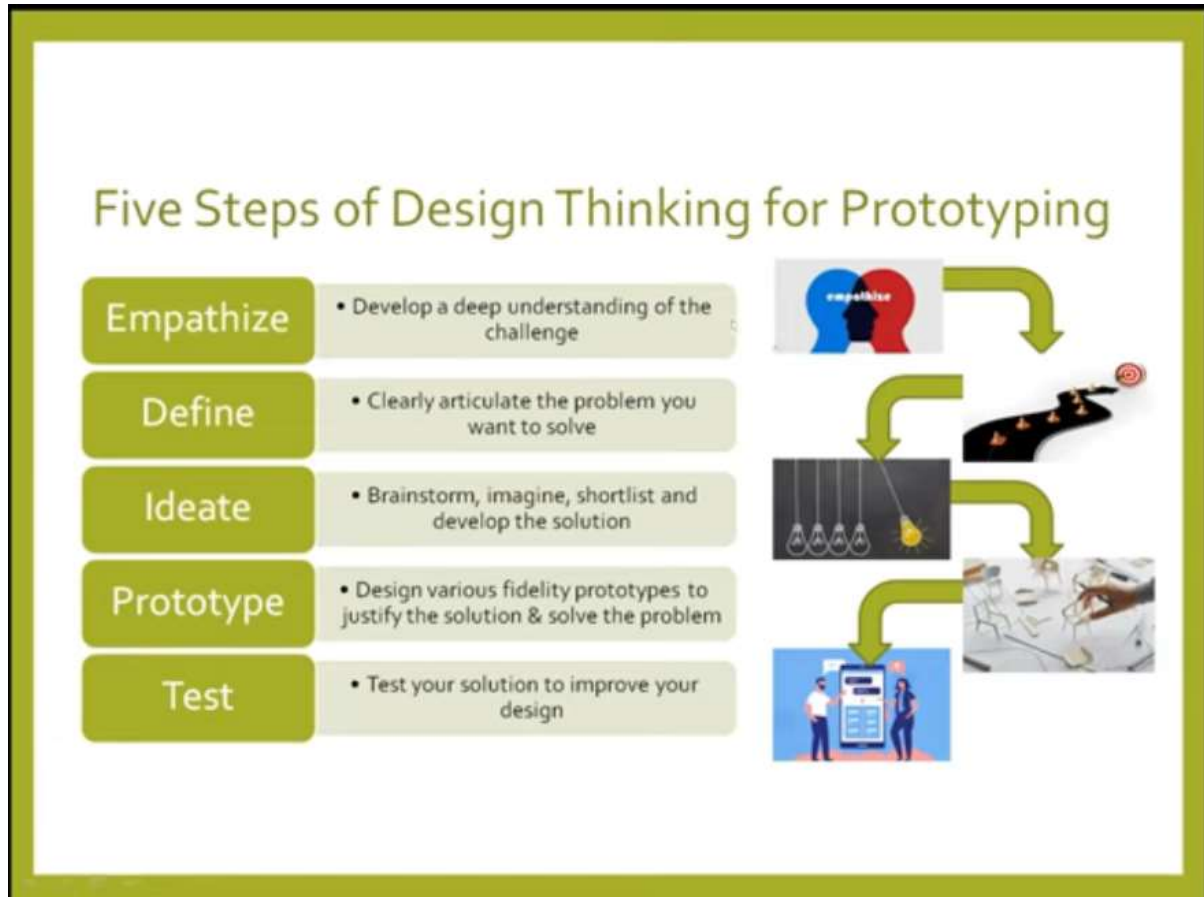 Five Steps of Design Thinking for Prototyping
Empathize
• Develop a deep understanding of the
challenge
Define
• Clearly articulate the problem you
want to solve
Ideate
• Brainstorm, imagine, shortlist and
develop the solution
Prototype
• Design various fidelity prototypes to
justify the solution & solve the problem
Test
• Test your solution to improve your
design
empathize